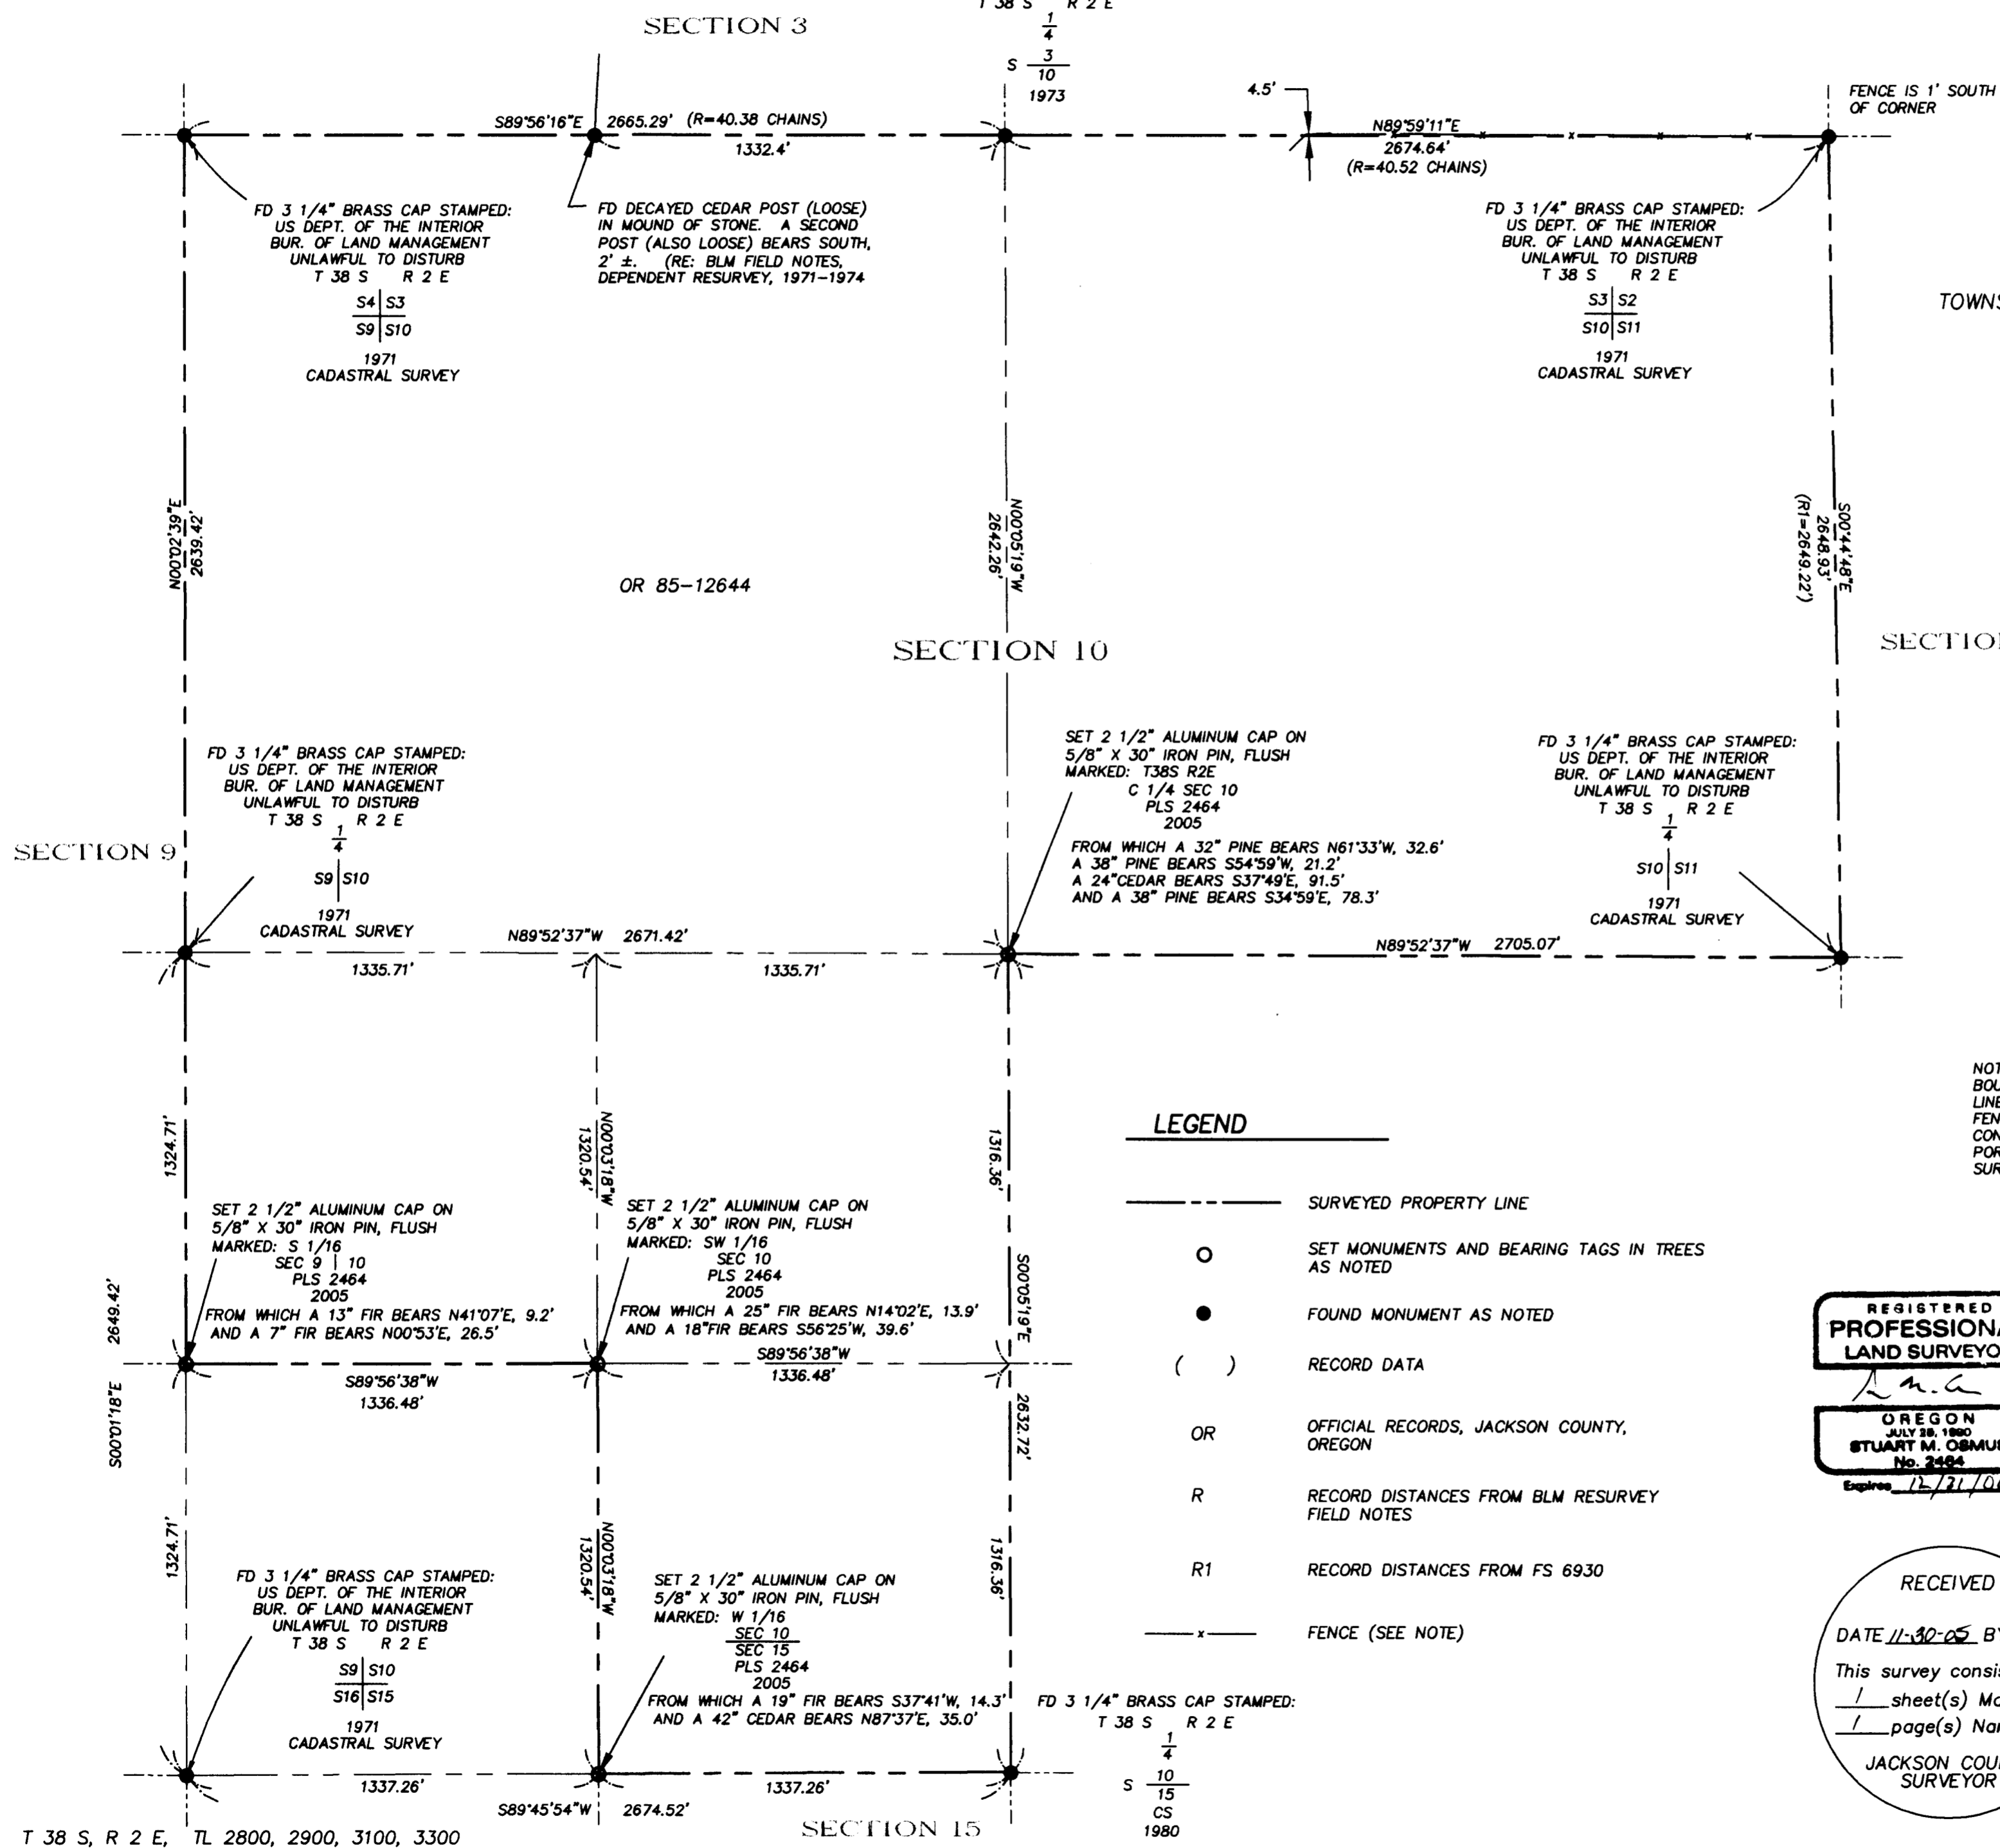 T 38 S R 2 E
1
4
S 3
10
1973
SECTION 3
4.5'
FENCE IS 1' SOUTH
OF CORNER
S89°56'16"E 2665.29' (R=40.38 CHAINS)
1332.4'
N89°59'11"E
2674.64'
(R=40.52 CHAINS)
FD 3 1/4" BRASS CAP STAMPED:
US DEPT. OF THE INTERIOR
BUR. OF LAND MANAGEMENT
UNLAWFUL TO DISTURB
T 38 S R 2 E
S4 | S3
S9 | S10
1971
CADASTRAL SURVEY
FD DECAYED CEDAR POST (LOOSE)
IN MOUND OF STONE. A SECOND
POST (ALSO LOOSE) BEARS SOUTH,
2' ±. (RE: BLM FIELD NOTES,
DEPENDENT RESURVEY, 1971-1974
FD 3 1/4" BRASS CAP STAMPED:
US DEPT. OF THE INTERIOR
BUR. OF LAND MANAGEMENT
UNLAWFUL TO DISTURB
T 38 S R 2 E
S3 | S2
S10 | S11
1971
CADASTRAL SURVEY
N00°02'39"E
2639.42'
N00°05'19"W
2642.26'
S00°44'48"E
2648.93'
(R1=2649.22')
OR 85-12644
SECTION 10
SECTION 9
FD 3 1/4" BRASS CAP STAMPED:
US DEPT. OF THE INTERIOR
BUR. OF LAND MANAGEMENT
UNLAWFUL TO DISTURB
T 38 S R 2 E
1
4
S9 | S10
1971
CADASTRAL SURVEY
SET 2 1/2" ALUMINUM CAP ON
5/8" X 30" IRON PIN, FLUSH
MARKED: T38S R2E
C 1/4 SEC 10
PLS 2464
2005
FROM WHICH A 32" PINE BEARS N61°33'W, 32.6'
A 38" PINE BEARS S54°59'W, 21.2'
A 24"CEDAR BEARS S37°49'E, 91.5'
AND A 38" PINE BEARS S34°59'E, 78.3'
FD 3 1/4" BRASS CAP STAMPED:
US DEPT. OF THE INTERIOR
BUR. OF LAND MANAGEMENT
UNLAWFUL TO DISTURB
T 38 S R 2 E
1
4
S10 | S11
1971
CADASTRAL SURVEY
N89°52'37"W 2671.42'
1335.71'
1335.71'
N89°52'37"W 2705.07'
1324.71'
N00°03'18"W
1320.54'
1316.36'
SET 2 1/2" ALUMINUM CAP ON
5/8" X 30" IRON PIN, FLUSH
MARKED: S 1/16
SEC 9 | 10
PLS 2464
2005
FROM WHICH A 13" FIR BEARS N41°07'E, 9.2'
AND A 7" FIR BEARS N00°53'E, 26.5'
SET 2 1/2" ALUMINUM CAP ON
5/8" X 30" IRON PIN, FLUSH
MARKED: SW 1/16
SEC 10
PLS 2464
2005
FROM WHICH A 25" FIR BEARS N14°02'E, 13.9'
AND A 18"FIR BEARS S56°25'W, 39.6'
S00°01'18"E 2649.42'
S89°56'38"W
1336.48'
S89°56'38"W
1336.48'
S00°05'19"E 2632.72'
1324.71'
N00°03'18"W
1320.54'
1316.36'
FD 3 1/4" BRASS CAP STAMPED:
US DEPT. OF THE INTERIOR
BUR. OF LAND MANAGEMENT
UNLAWFUL TO DISTURB
T 38 S R 2 E
S9 | S10
S16 | S15
1971
CADASTRAL SURVEY
SET 2 1/2" ALUMINUM CAP ON
5/8" X 30" IRON PIN, FLUSH
MARKED: W 1/16
SEC 10
SEC 15
PLS 2464
2005
FROM WHICH A 19" FIR BEARS S37°41'W, 14.3'
AND A 42" CEDAR BEARS N87°37'E, 35.0'
FD 3 1/4" BRASS CAP STAMPED:
T 38 S R 2 E
1
4
S 10
15
CS
1980
1337.26'
1337.26'
S89°45'54"W 2674.52'
SECTION 15
T 38 S, R 2 E, TL 2800, 2900, 3100, 3300
LEGEND
SURVEYED PROPERTY LINE
SET MONUMENTS AND BEARING TAGS IN TREES
AS NOTED
FOUND MONUMENT AS NOTED
( ) RECORD DATA
OR OFFICIAL RECORDS, JACKSON COUNTY,
OREGON
R RECORD DISTANCES FROM BLM RESURVEY
FIELD NOTES
R1 RECORD DISTANCES FROM FS 6930
x FENCE (SEE NOTE)
REGISTERED
LAND
OREGON
JULY 26, 1990
STUART M.
No. 2464
Expires
RECEIVED
DATE 11-30-05
This survey
1 sheet(s)
1 page(s)
JACKSON
SURVEYOR